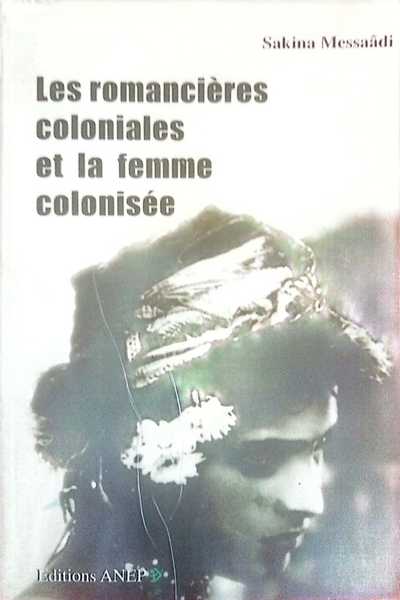 Sakina Messaâdi
Les romancières
coloniales
et la femme
colonisée
Editions ANEP